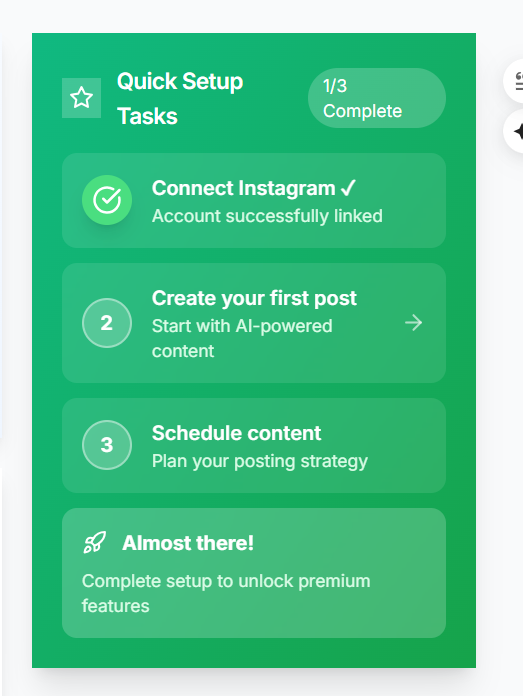 Quick Setup
Tasks
1/3
Complete
Connect Instagram ✓
Account successfully linked
2
Create your first post
Start with AI-powered
content
3
Schedule content
Plan your posting strategy
Almost there!
Complete setup to unlock premium
features